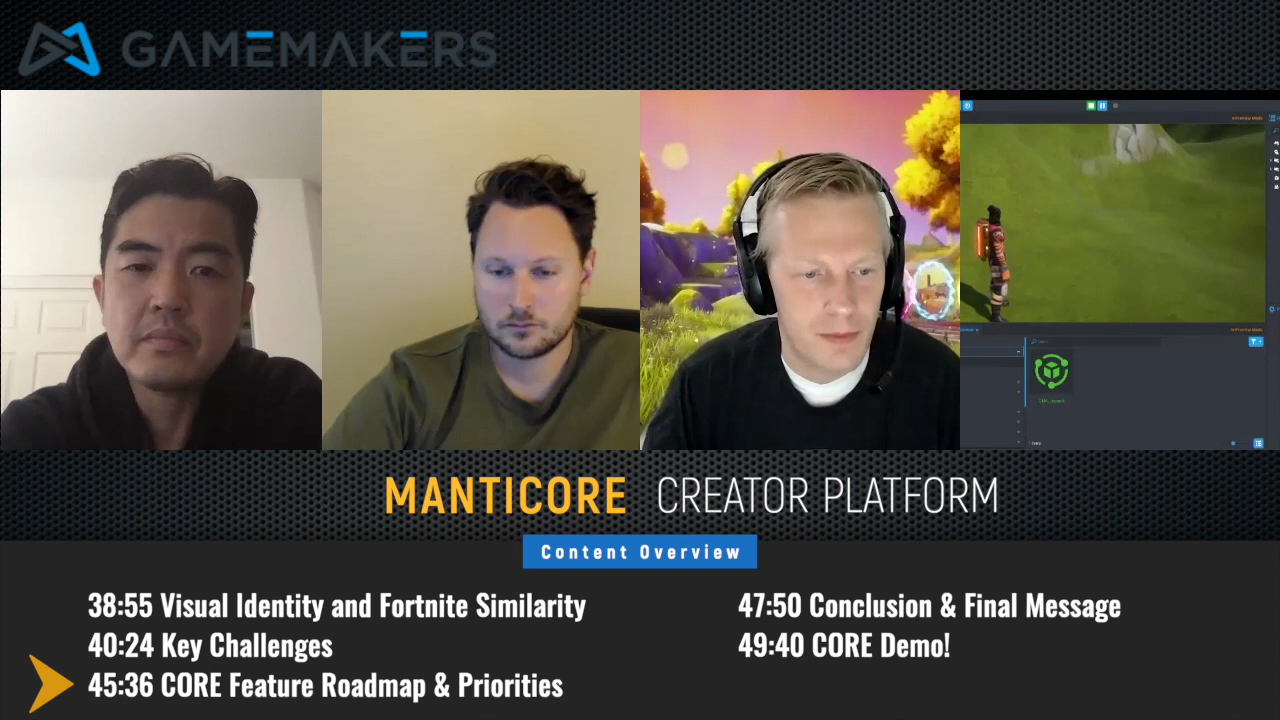 GAMEMAKERS
MANTICORE CREATOR PLATFORM
Content Overview
38:55 Visual Identity and Fortnite Similarity
40:24 Key Challenges
45:36 CORE Feature Roadmap & Priorities
47:50 Conclusion & Final Message
49:40 CORE Demo!